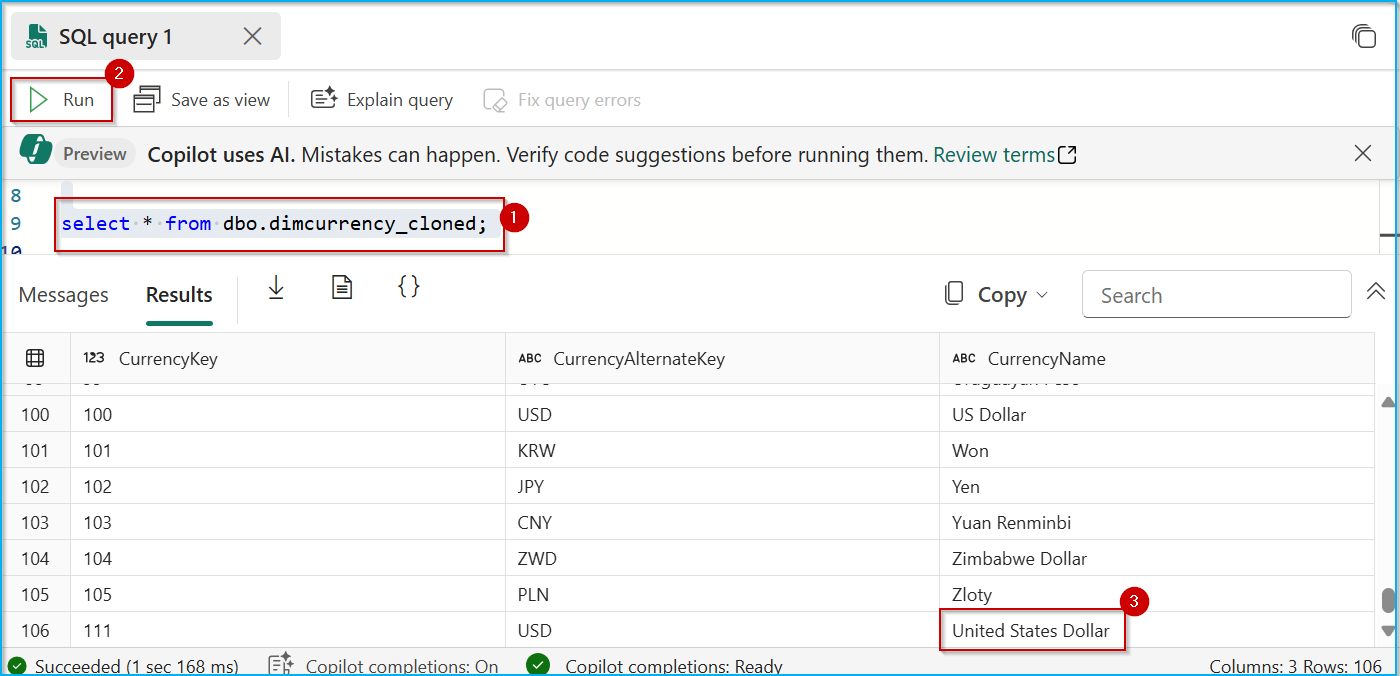 SQL SQL query 1
2
Run Save as view Explain query Fix query errors
Preview Copilot uses AI. Mistakes can happen. Verify code suggestions before running them. Review terms
8
9 select * from dbo.dimcurrency_cloned; 1
10
Messages Results {} Copy Search
123 CurrencyKey ABC CurrencyAlternateKey ABC CurrencyName
100 100 USD US Dollar
101 101 KRW Won
102 102 JPY Yen
103 103 CNY Yuan Renminbi
104 104 ZWD Zimbabwe Dollar
105 105 PLN Zloty
3
106 111 USD United States Dollar
Succeeded (1 sec 168 ms) Copilot completions: On Copilot completions: Ready Columns: 3 Rows: 106